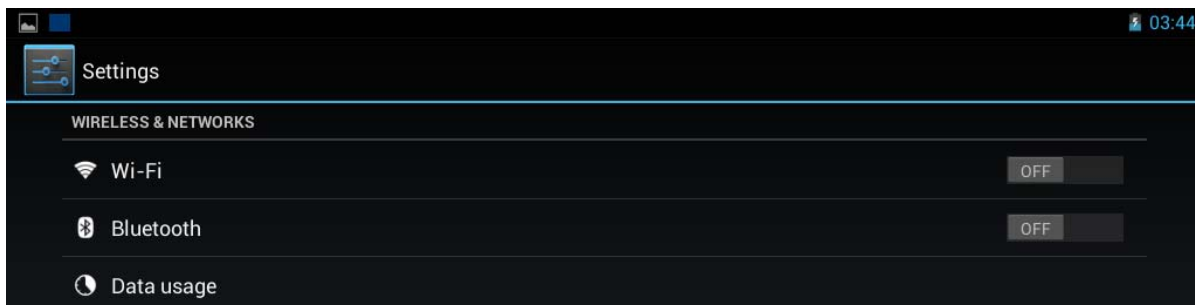 03:44
Settings
WIRELESS & NETWORKS
Wi-Fi OFF
Bluetooth OFF
Data usage